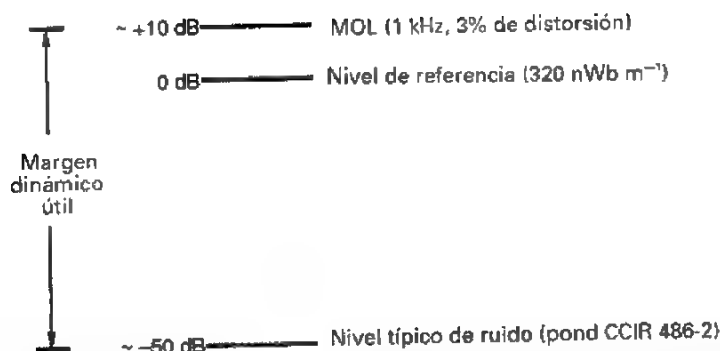 ~ +10 dB MOL (1 kHz, 3% de distorsión)
0 dB Nivel de referencia (320 nWb m⁻¹)
Margen
dinámico
útil
~ –50 dB Nivel típico de ruido (pond CCIR 486-2)